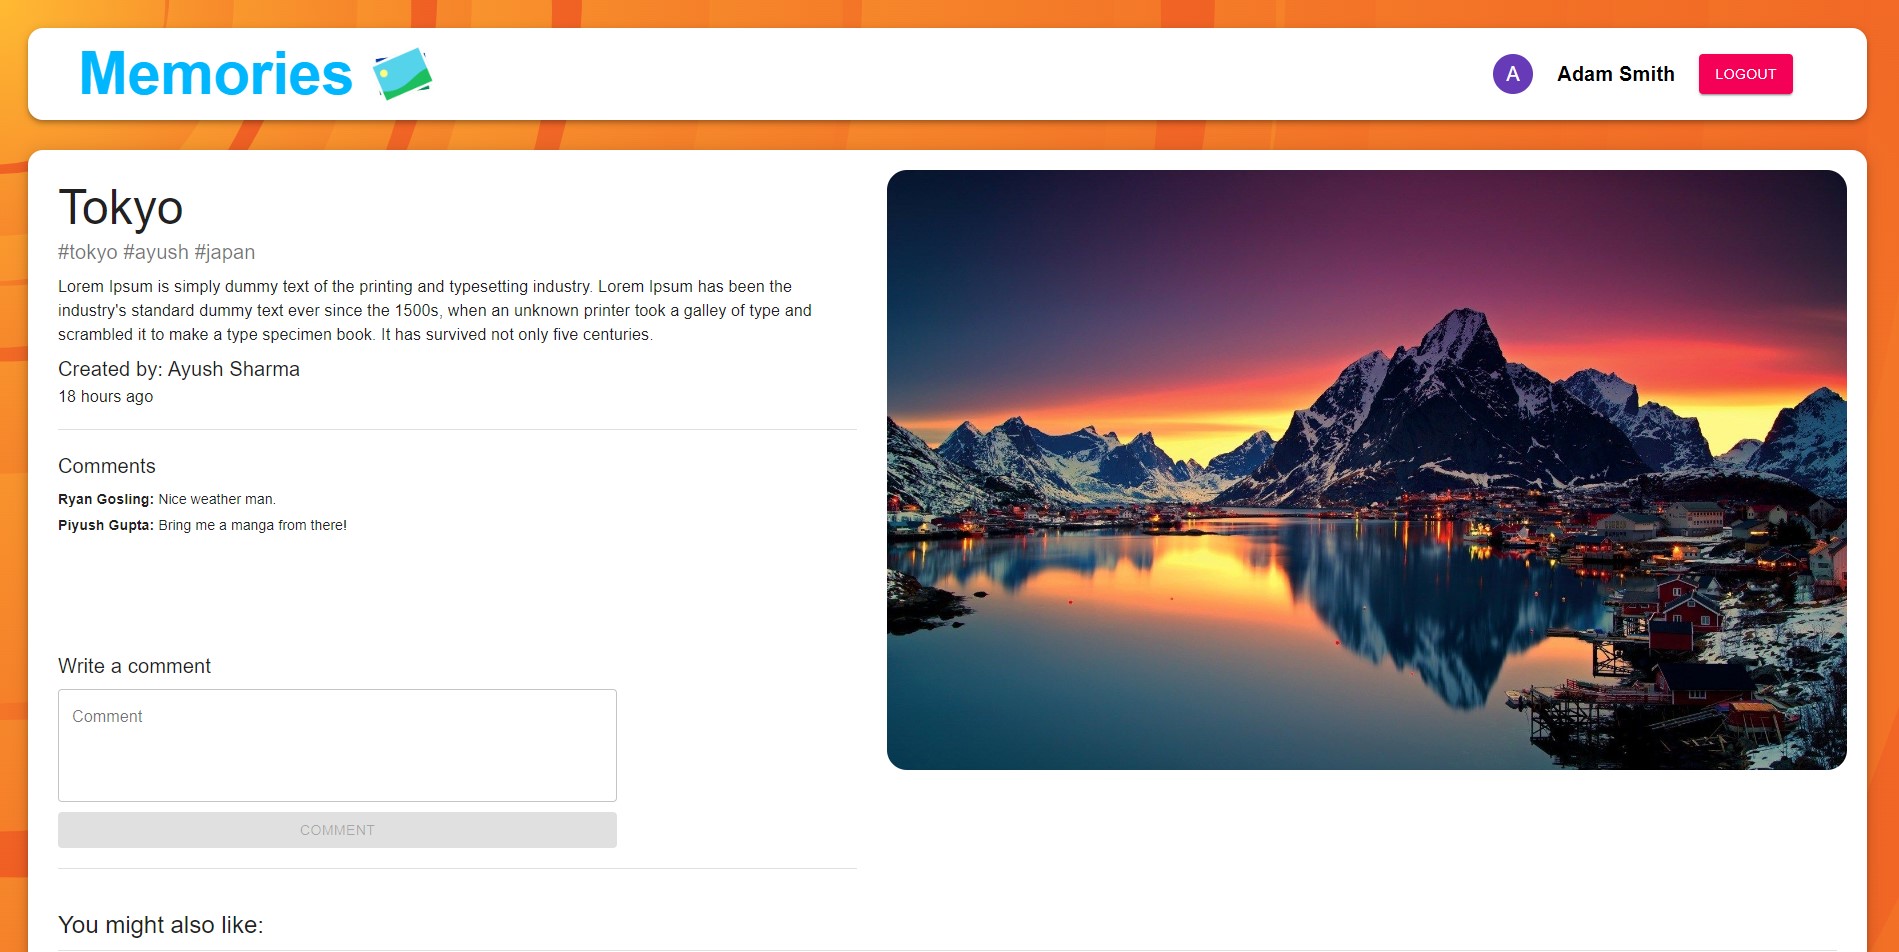 Memories
A
Adam Smith
LOGOUT
Tokyo
#tokyo #ayush #japan
Lorem Ipsum is simply dummy text of the printing and typesetting industry. Lorem Ipsum has been the
industry's standard dummy text ever since the 1500s, when an unknown printer took a galley of type and
scrambled it to make a type specimen book. It has survived not only five centuries.
Created by: Ayush Sharma
18 hours ago
Comments
Ryan Gosling: Nice weather man.
Piyush Gupta: Bring me a manga from there!
Write a comment
Comment
COMMENT
You might also like: